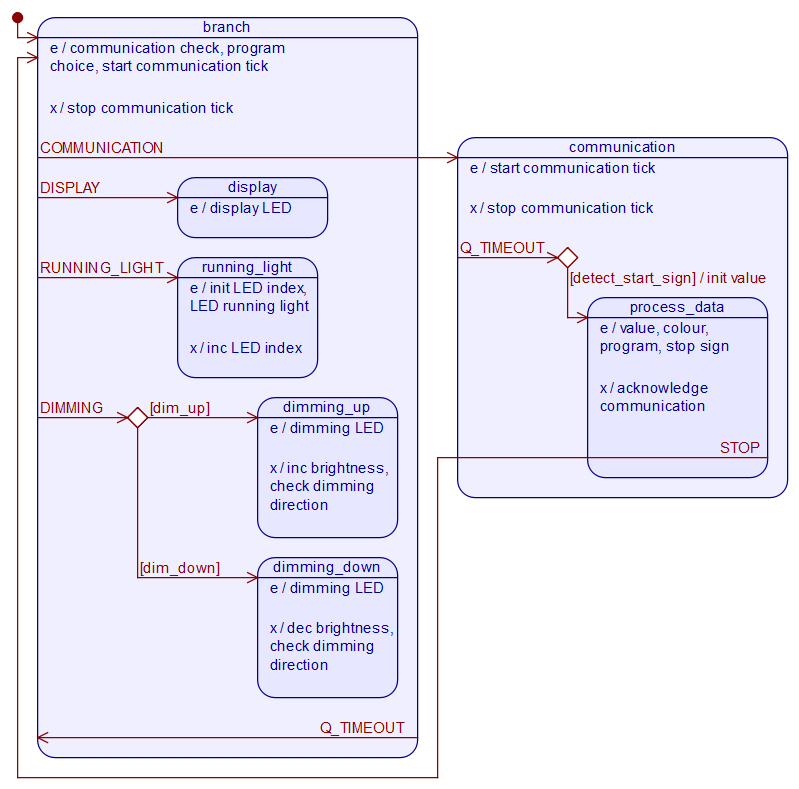 branch
e / communication check, program
choice, start communication tick
x / stop communication tick
COMMUNICATION
DISPLAY
display
e / display LED
RUNNING_LIGHT
running_light
e / init LED index,
LED running light
x / inc LED index
DIMMING
[dim_up]
dimming_up
e / dimming LED
x / inc brightness,
check dimming
direction
[dim_down]
dimming_down
e / dimming LED
x / dec brightness,
check dimming
direction
Q_TIMEOUT
communication
e / start communication tick
x / stop communication tick
Q_TIMEOUT
[detect_start_sign] / init value
process_data
e / value, colour,
program, stop sign
x / acknowledge
communication
STOP